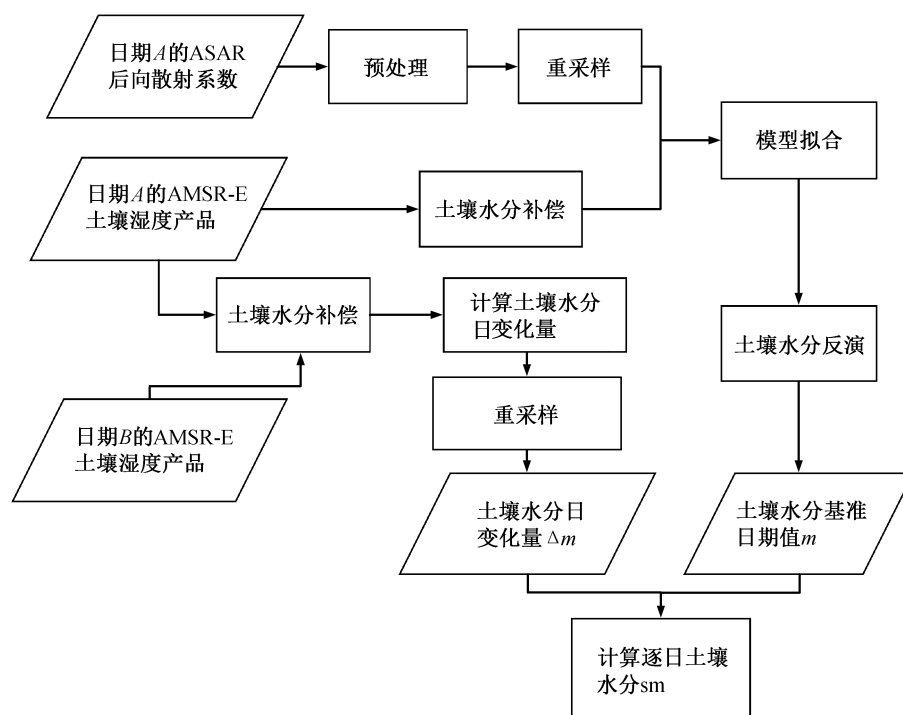 日期A的ASAR
后向散射系数
预处理
重采样
模型拟合
日期A的AMSR-E
土壤湿度产品
土壤水分补偿
土壤水分补偿
计算土壤水分
日变化量
土壤水分反演
重采样
日期B的AMSR-E
土壤湿度产品
土壤水分日
变化量Δm
土壤水分基准
日期值m
计算逐日土壤
水分sm